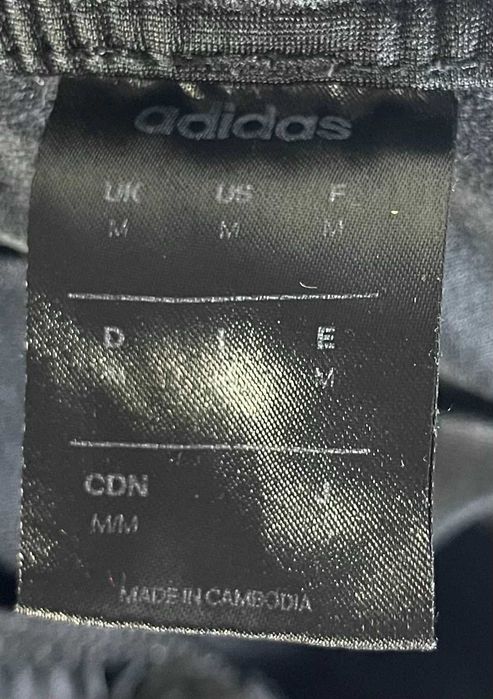 adidas
UK US F
M M M
D I E
M M
CDN J
M/M
MADE IN CAMBODIA